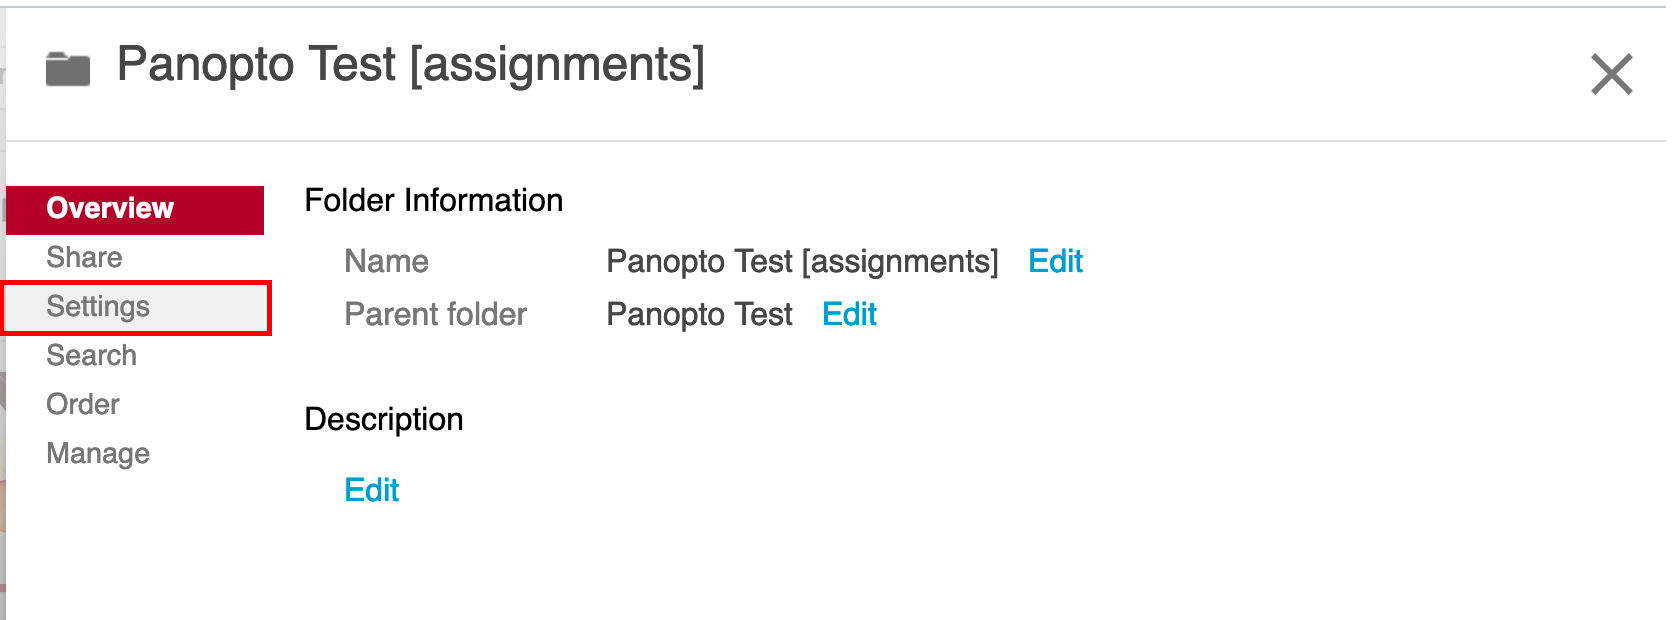 Panopto Test [assignments]
Overview
Share
Settings
Search
Order
Manage
Folder Information
Name Panopto Test [assignments] Edit
Parent folder Panopto Test Edit
Description
Edit